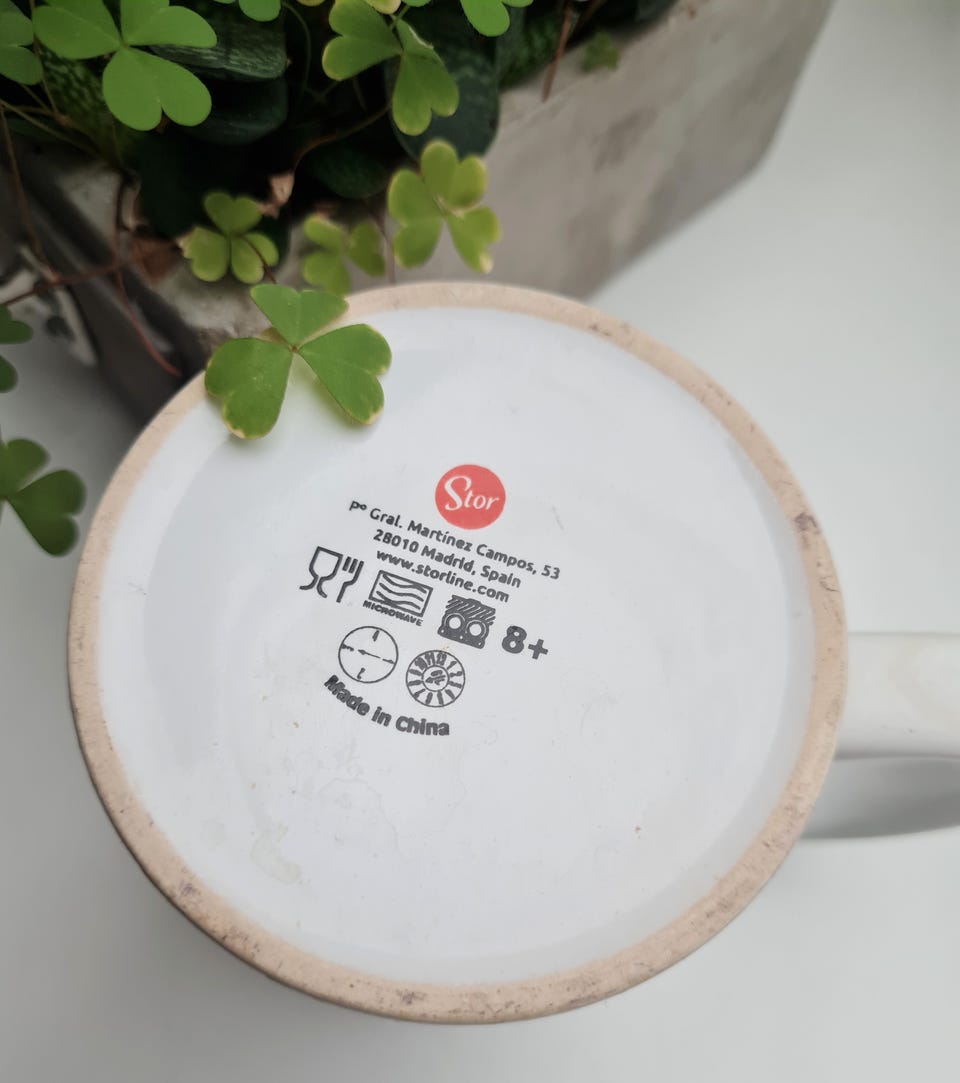 Stor
Pº Gral. Martínez Campos, 53
28010 Madrid, Spain
www.storline.com
MICROWAVE
8+
Made in China